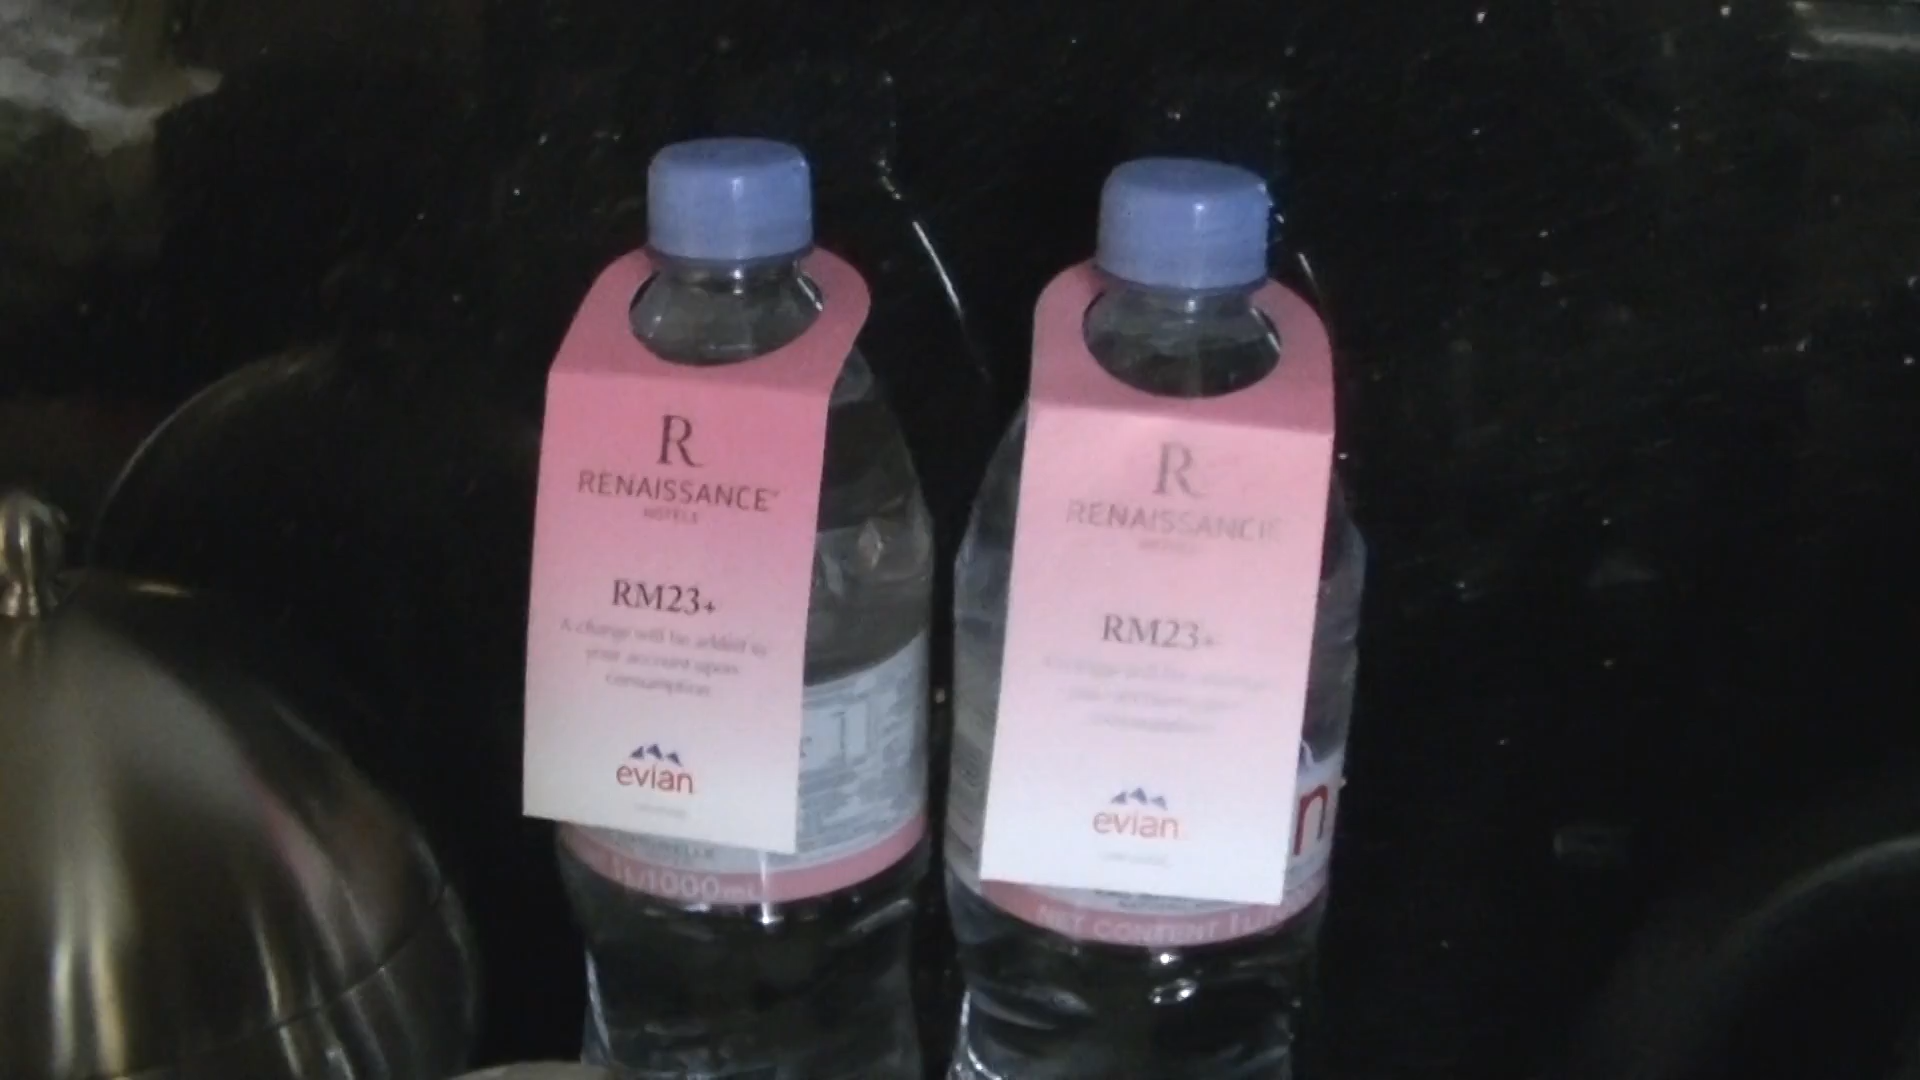 R
RENAISSANCE
HOTELS
RM23+
A charge will be added to
your account upon
consumption
evian
1L/1000mL
R
RENAISSANCE
HOTELS
RM23+
evian
n
NET CONTENT 1L/